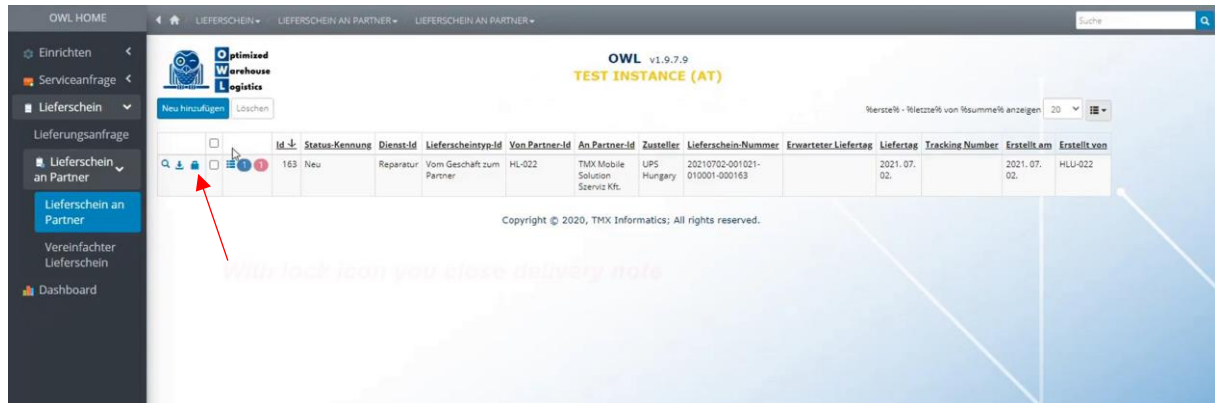 OWL HOME
LIEFERSCHEIN LIEFERSCHEIN AN PARTNER LIEFERSCHEIN AN PARTNER
Suche
Einrichten
Serviceanfrage
Lieferschein
Lieferungsanfrage
Lieferschein
an Partner
Lieferschein an
Partner
Vereinfachter
Lieferschein
Dashboard
Optimized
Warehouse
Logistics
OWL v1.9.7.9
TEST INSTANCE (AT)
Neu hinzufügen Löschen
%erste% - %letzte% von %summe% anzeigen 20
Id Status-Kennung Dienst-Id Lieferscheintyp-Id Von Partner-Id An Partner-Id Zusteller Lieferschein-Nummer Erwarteter Liefertag Liefertag Tracking Number Erstellt am Erstellt von
1 1 163 Neu Reparatur Vom Geschäft zum HL-022 TMX Mobile UPS 20210702-001021- 2021. 07. 2021. 07. HLU-022
Partner Solution Hungary 010001-000163 02. 02.
Szerviz Kft.
Copyright © 2020, TMX Informatics; All rights reserved.
With lock icon you close delivery note